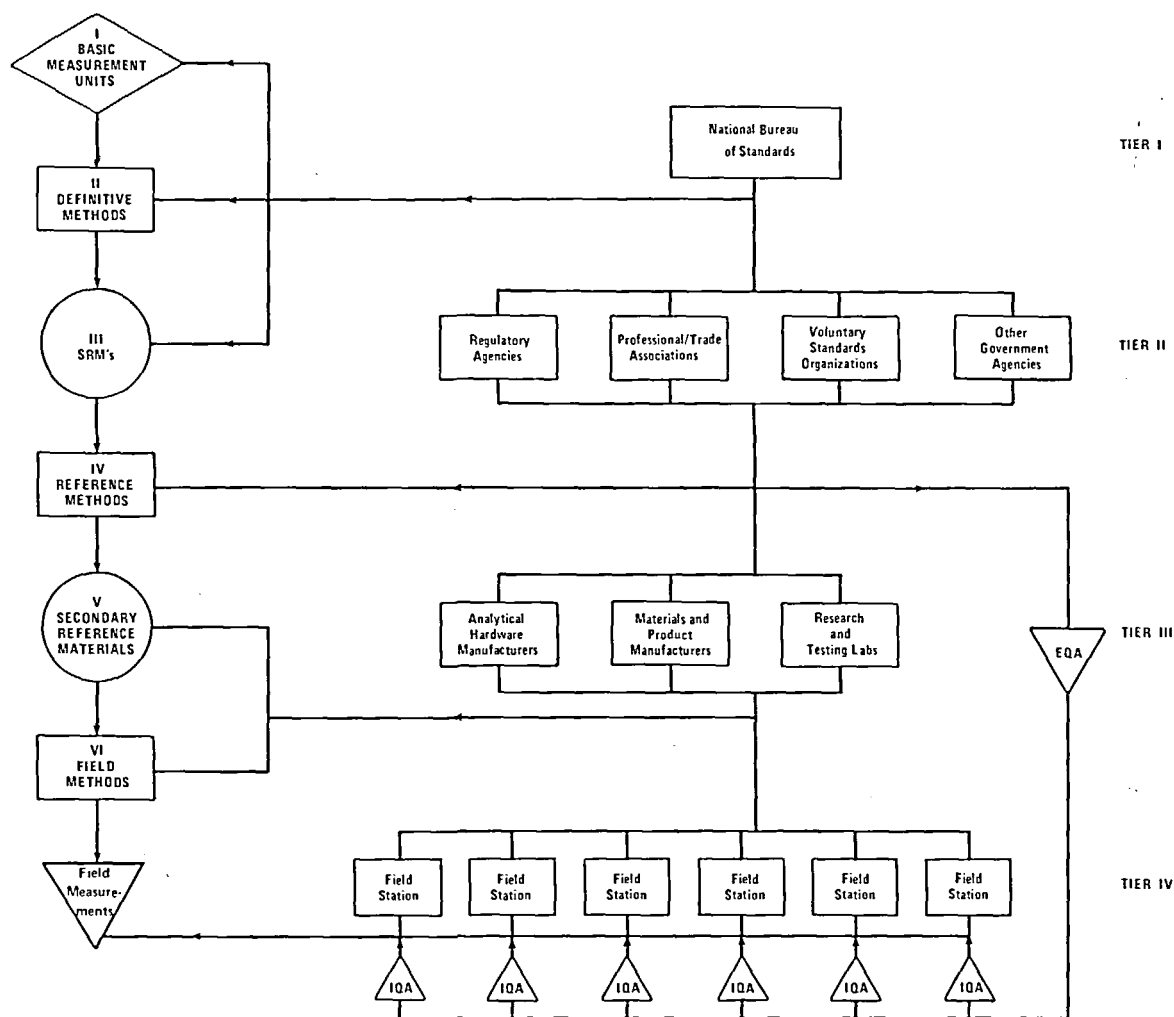 I
BASIC
MEASUREMENT
UNITS
National Bureau
of Standards
TIER I
II
DEFINITIVE
METHODS
III
SRM's
Regulatory
Agencies
Professional/Trade
Associations
Voluntary
Standards
Organizations
Other
Government
Agencies
TIER II
IV
REFERENCE
METHODS
V
SECONDARY
REFERENCE
MATERIALS
Analytical
Hardware
Manufacturers
Materials and
Product
Manufacturers
Research
and
Testing Labs
EQA
TIER III
VI
FIELD
METHODS
Field
Measure-
ments
Field
Station
Field
Station
Field
Station
Field
Station
Field
Station
Field
Station
TIER IV
IQA
IQA
IQA
IQA
IQA
IQA